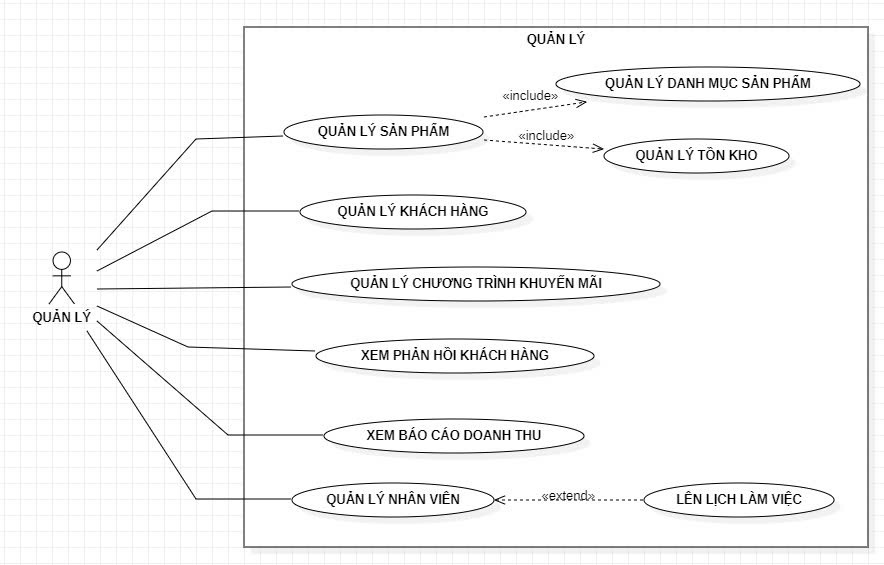 QUẢN LÝ
QUẢN LÝ DANH MỤC SẢN PHẨM
«include»
QUẢN LÝ SẢN PHẨM
«include»
QUẢN LÝ TỒN KHO
QUẢN LÝ KHÁCH HÀNG
QUẢN LÝ CHƯƠNG TRÌNH KHUYẾN MÃI
QUẢN LÝ
XEM PHẢN HỒI KHÁCH HÀNG
XEM BÁO CÁO DOANH THU
QUẢN LÝ NHÂN VIÊN
«extend»
LÊN LỊCH LÀM VIỆC